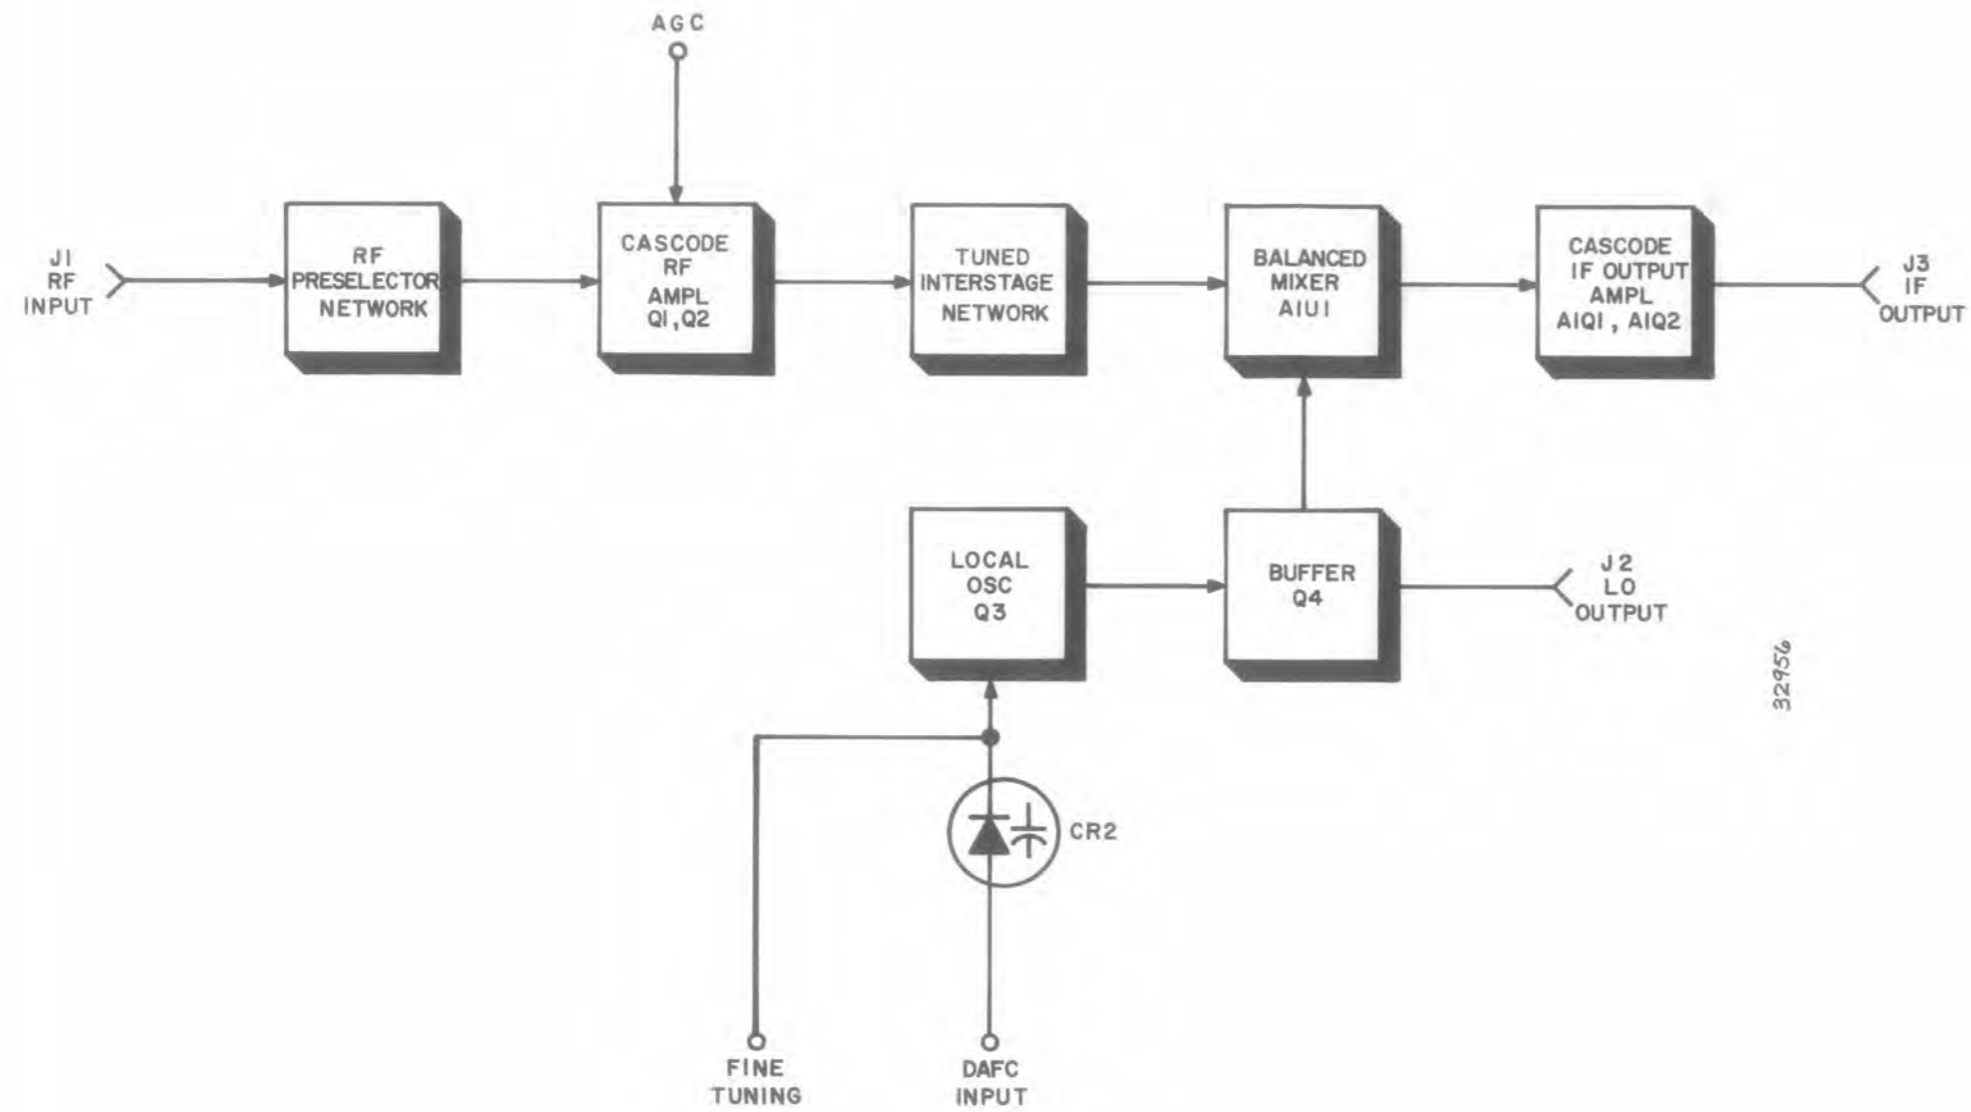 AGC
J1
RF
INPUT
RF
PRESELECTOR
NETWORK
CASCODE
RF
AMPL
Q1,Q2
TUNED
INTERSTAGE
NETWORK
BALANCED
MIXER
A1U1
CASCODE
IF OUTPUT
AMPL
A1Q1, A1Q2
J3
IF
OUTPUT
LOCAL
OSC
Q3
BUFFER
Q4
J2
LO
OUTPUT
32956
CR2
FINE
TUNING
DAFC
INPUT